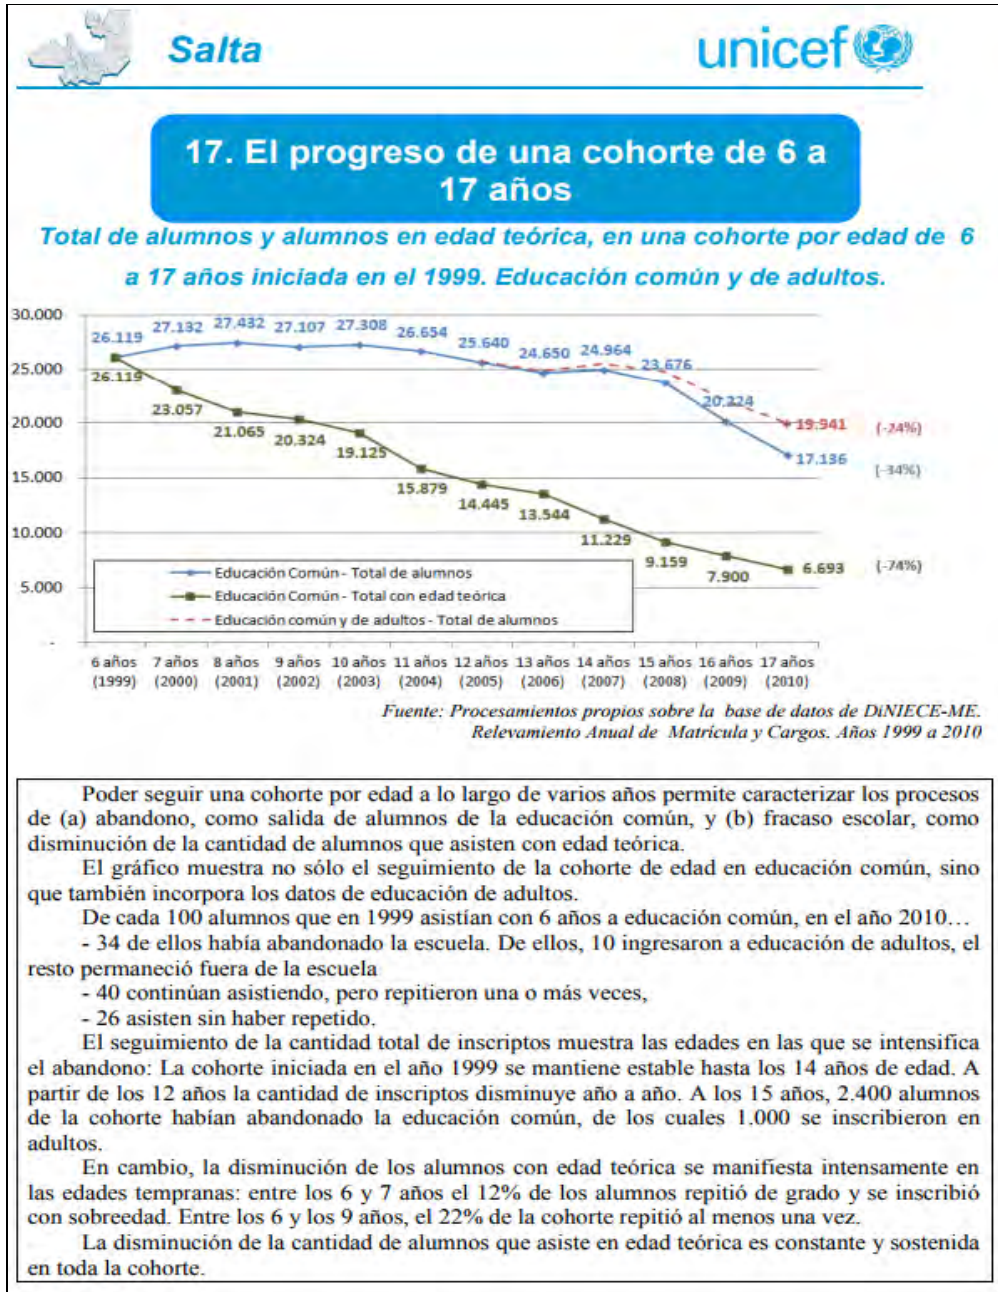 Salta
unicef
17. El progreso de una cohorte de 6 a
17 años
Total de alumnos y alumnos en edad teórica, en una cohorte por edad de 6
a 17 años iniciada en el 1999. Educación común y de adultos.
30.000
25.000
20.000
15.000
10.000
5.000
-
26.119 27.132 27.432 27.107 27.308 26.654 25.640 24.650 24.964 23.676 20.224 17.136
19.941
26.119 23.057 21.065 20.324 19.125 15.879 14.445 13.544 11.229 9.159 7.900 6.693
(-24%)
(-34%)
(-74%)
Educación Común - Total de alumnos
Educación Común - Total con edad teórica
Educación común y de adultos - Total de alumnos
6 años 7 años 8 años 9 años 10 años 11 años 12 años 13 años 14 años 15 años 16 años 17 años
(1999) (2000) (2001) (2002) (2003) (2004) (2005) (2006) (2007) (2008) (2009) (2010)
Fuente: Procesamientos propios sobre la base de datos de DiNIECE-ME.
Relevamiento Anual de Matrícula y Cargos. Años 1999 a 2010
Poder seguir una cohorte por edad a lo largo de varios años permite caracterizar los procesos
de (a) abandono, como salida de alumnos de la educación común, y (b) fracaso escolar, como
disminución de la cantidad de alumnos que asisten con edad teórica.
El gráfico muestra no sólo el seguimiento de la cohorte de edad en educación común, sino
que también incorpora los datos de educación de adultos.
De cada 100 alumnos que en 1999 asistían con 6 años a educación común, en el año 2010…
- 34 de ellos había abandonado la escuela. De ellos, 10 ingresaron a educación de adultos, el
resto permaneció fuera de la escuela
- 40 continúan asistiendo, pero repitieron una o más veces,
- 26 asisten sin haber repetido.
El seguimiento de la cantidad total de inscriptos muestra las edades en las que se intensifica
el abandono: La cohorte iniciada en el año 1999 se mantiene estable hasta los 14 años de edad. A
partir de los 12 años la cantidad de inscriptos disminuye año a año. A los 15 años, 2.400 alumnos
de la cohorte habían abandonado la educación común, de los cuales 1.000 se inscribieron en
adultos.
En cambio, la disminución de los alumnos con edad teórica se manifiesta intensamente en
las edades tempranas: entre los 6 y 7 años el 12% de los alumnos repitió de grado y se inscribió
con sobreedad. Entre los 6 y los 9 años, el 22% de la cohorte repitió al menos una vez.
La disminución de la cantidad de alumnos que asiste en edad teórica es constante y sostenida
en toda la cohorte.